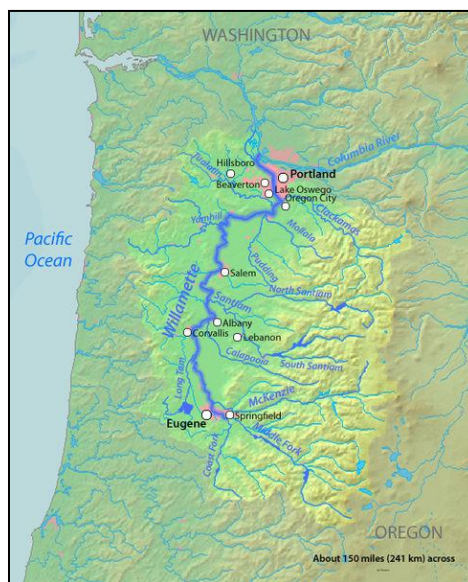 WASHINGTON
Columbia River
Hillsboro
Tualatin
Portland
Beaverton
Lake Oswego
Oregon City
Clackamas
Yamhill
Molalla
Pacific
Ocean
Pudding
Salem
North Santiam
Willamette
Santiam
Albany
Corvallis
Lebanon
Calapooia
South Santiam
Long Tom
McKenzie
Eugene
Springfield
Middle Fork
Coast Fork
OREGON
About 150 miles (241 km) across